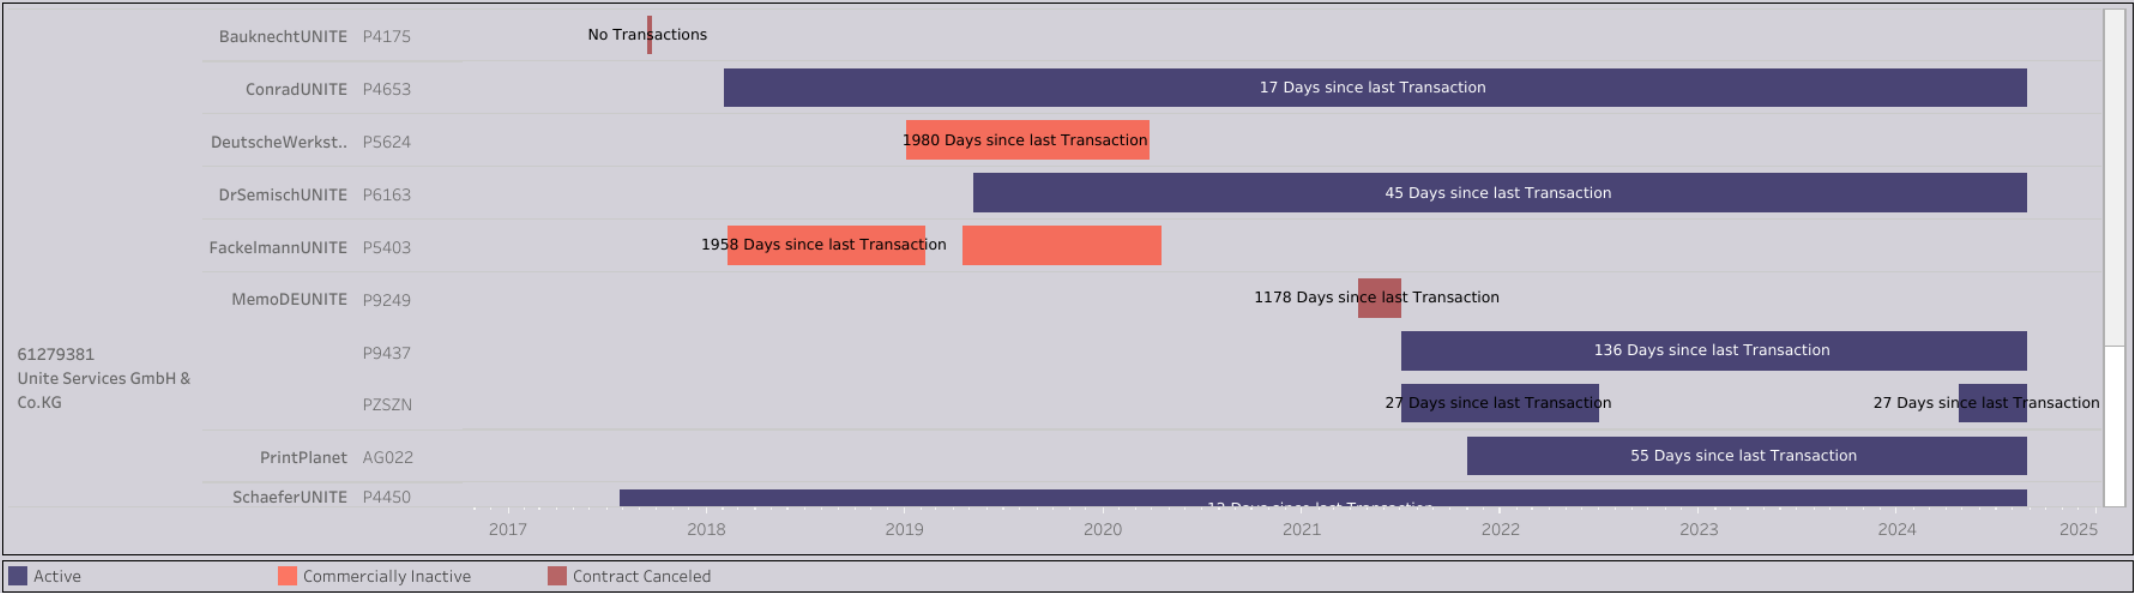 BauknechtUNITE P4175 No Transactions
ConradUNITE P4653 17 Days since last Transaction
DeutscheWerkst.. P5624 1980 Days since last Transaction
DrSemischUNITE P6163 45 Days since last Transaction
FackelmannUNITE P5403 1958 Days since last Transaction
MemoDEUNITE P9249 1178 Days since last Transaction
61279381
Unite Services GmbH &
Co.KG
P9437 136 Days since last Transaction
PZSZN 27 Days since last Transaction 27 Days since last Transaction
PrintPlanet AG022 55 Days since last Transaction
SchaeferUNITE P4450 Days since last Transaction
2017 2018 2019 2020 2021 2022 2023 2024 2025
Active Commercially Inactive Contract Canceled